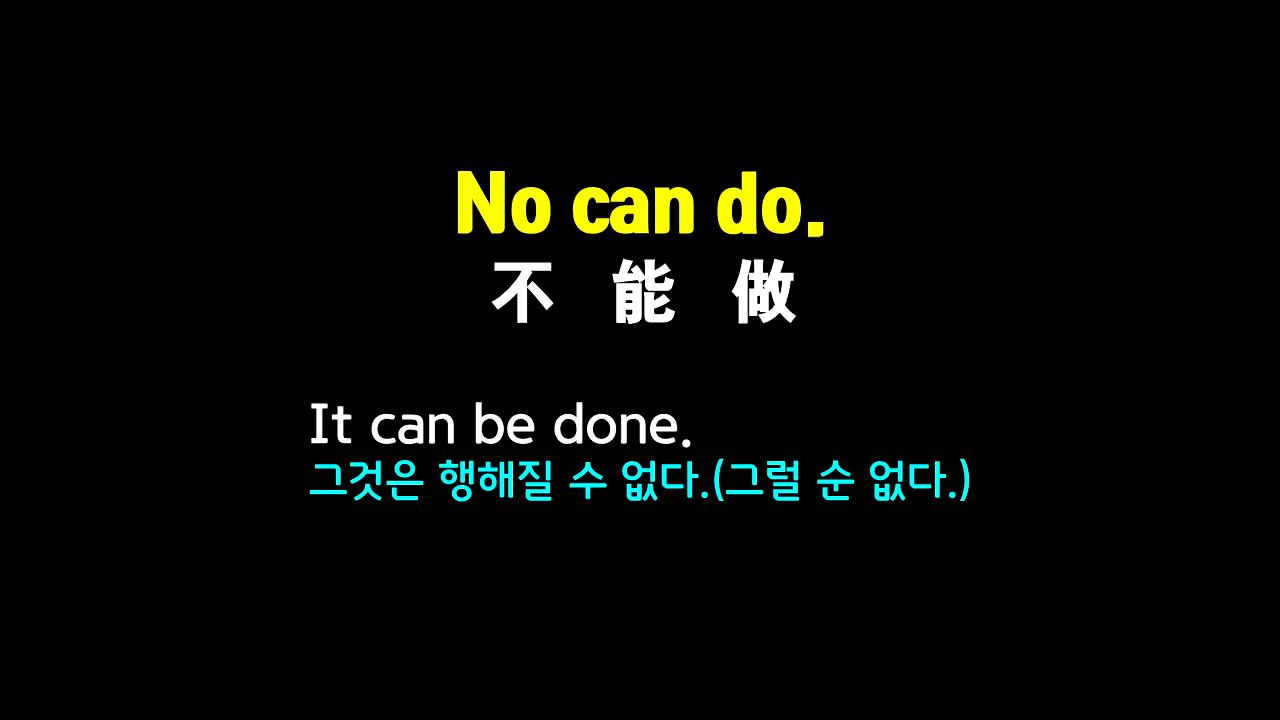 No can do.
不 能 做
It can be done.
그것은 행해질 수 없다.(그럴 순 없다.)